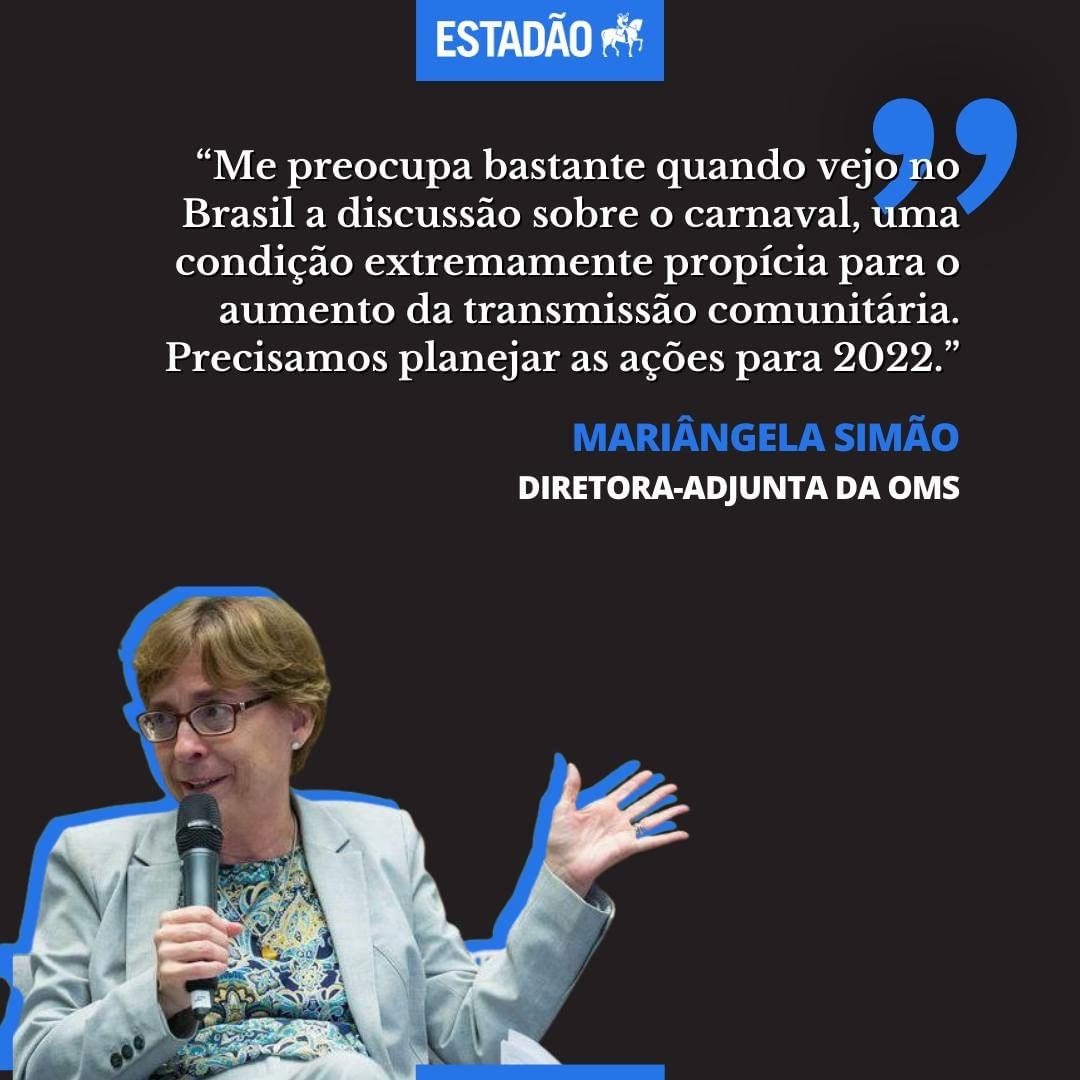 ESTADÃO
“Me preocupa bastante quando vejo no
Brasil a discussão sobre o carnaval, uma
condição extremamente propícia para o
aumento da transmissão comunitária.
Precisamos planejar as ações para 2022.”
MARIÂNGELA SIMÃO
DIRETORA-ADJUNTA DA OMS